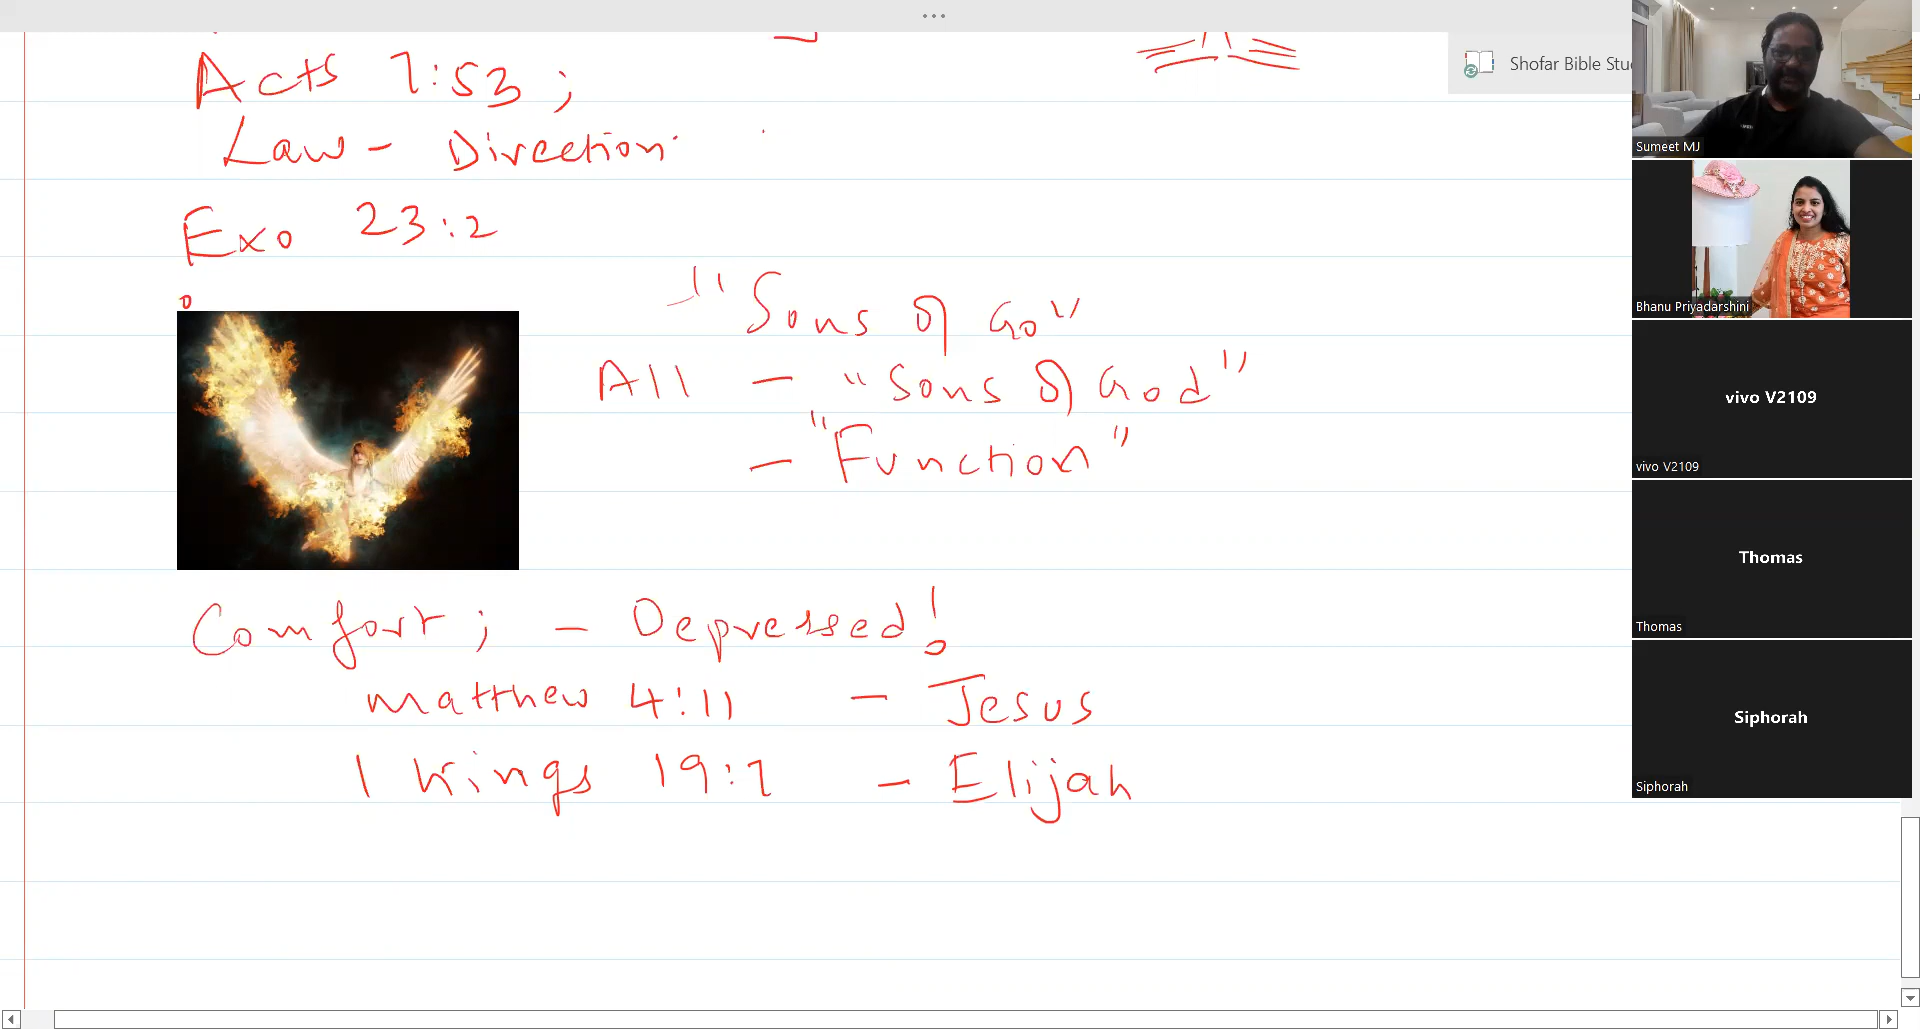 Acts 7:53 ;
Law - Direction
Exo 23:2
"Sons of Go"
All - "Sons of God"
- "Function"
Comfort ; - Depressed!
Matthew 4:11 - Jesus
1 Kings 19:7 - Elijah
Shofar Bible Stu
Sumeet MJ
Bhanu Priyadarshini
vivo V2109
vivo V2109
Thomas
Thomas
Siphorah
Siphorah